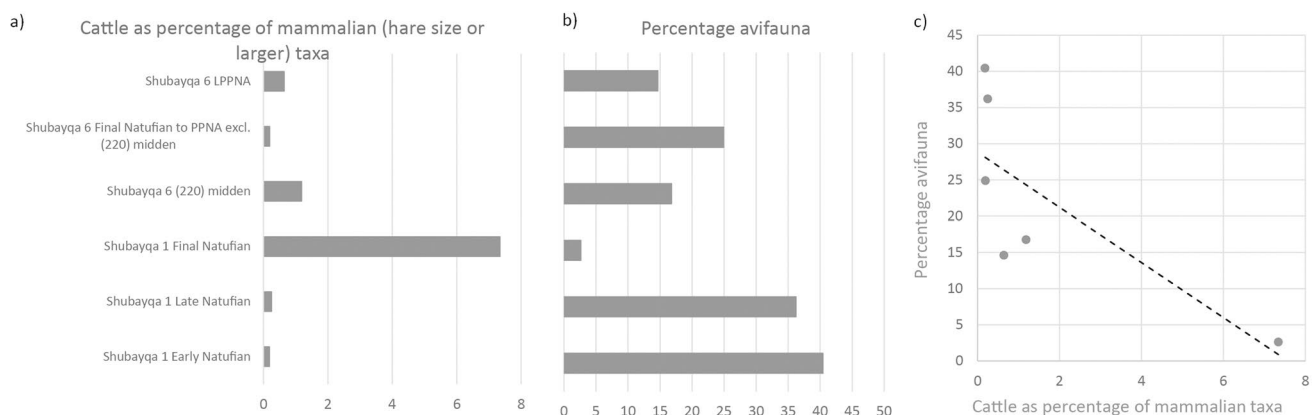 a)
Cattle as percentage of mammalian (hare size or
larger) taxa
Shubayqa 6 LPPNA
Shubayqa 6 Final Natufian to PPNA excl.
(220) midden
Shubayqa 6 (220) midden
Shubayqa 1 Final Natufian
Shubayqa 1 Late Natufian
Shubayqa 1 Early Natufian
0 2 4 6 8
b)
Percentage avifauna
0 5 10 15 20 25 30 35 40 45 50
c)
Percentage avifauna
45
40
35
30
25
20
15
10
5
0
0 2 4 6 8
Cattle as percentage of mammalian taxa